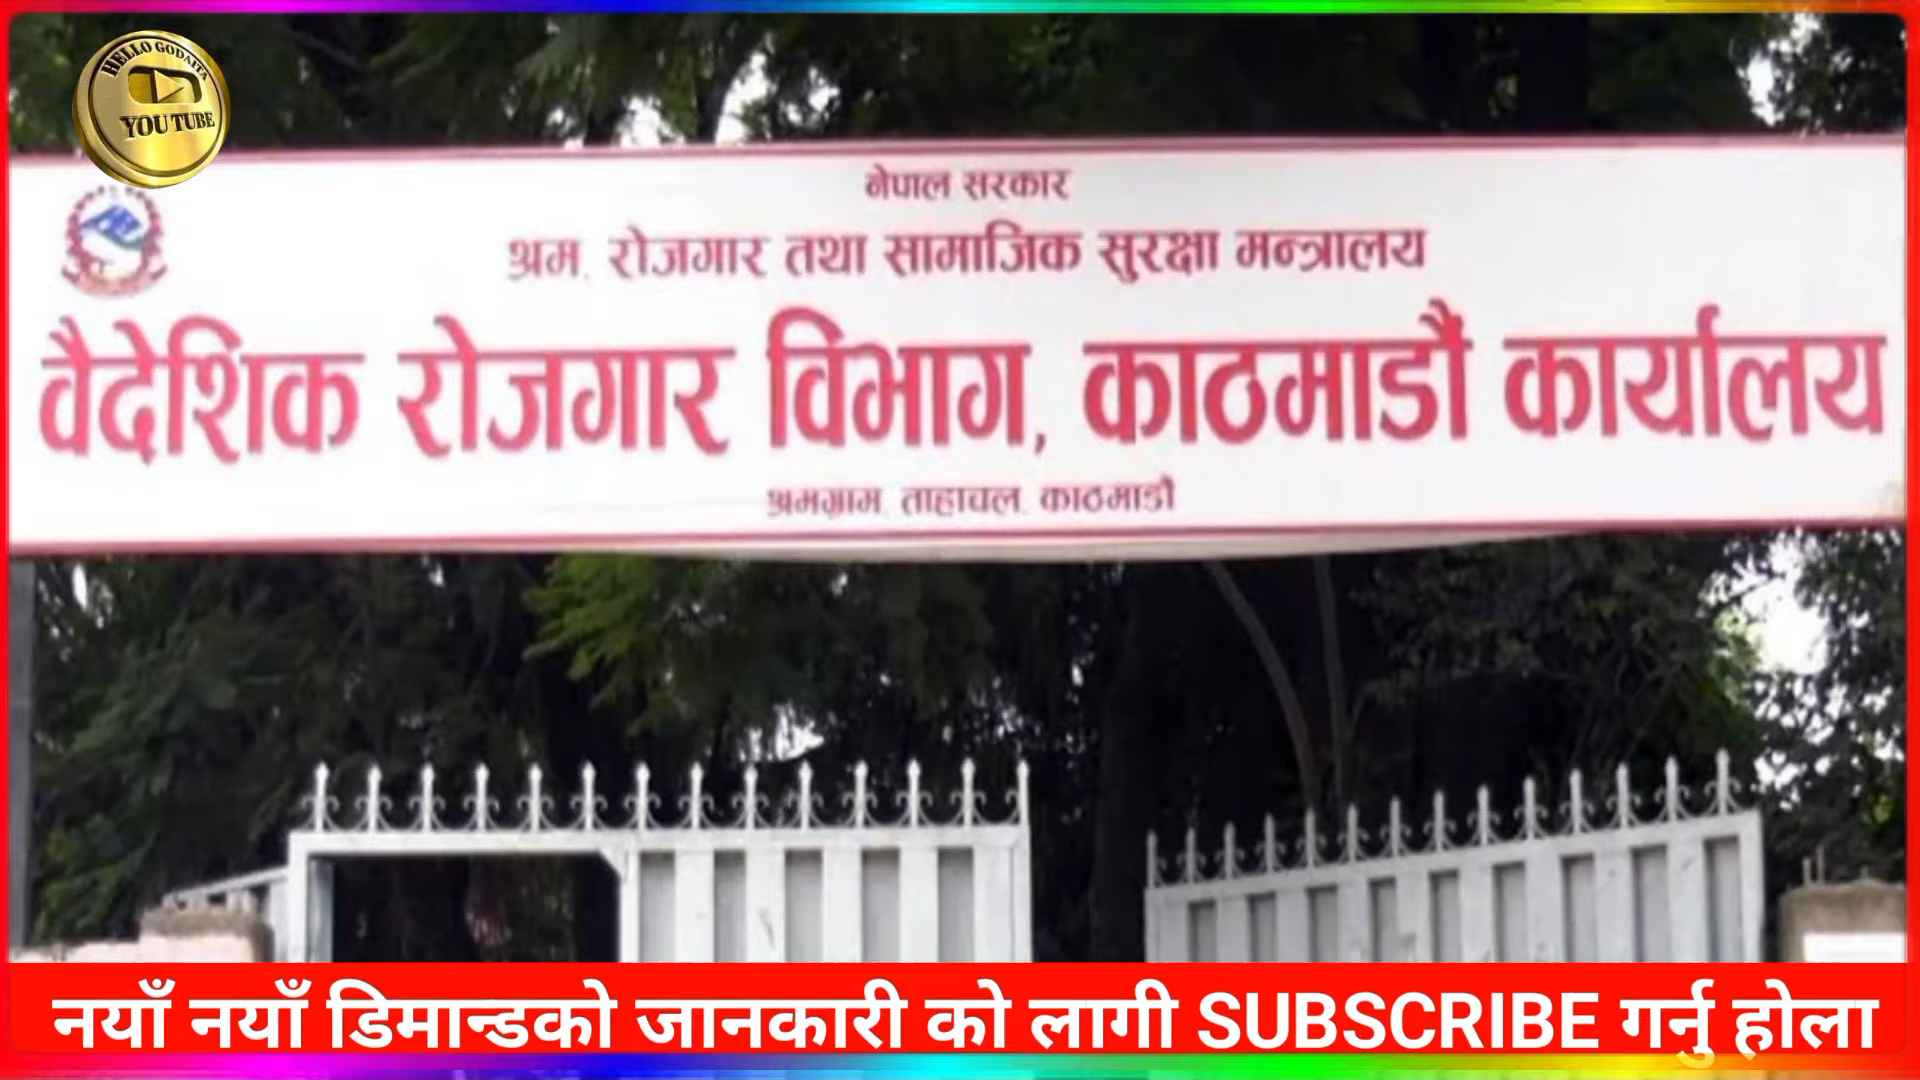 HELLO GODAITA
YOU TUBE
नेपाल सरकार
श्रम, रोजगार तथा सामाजिक सुरक्षा मन्त्रालय
वैदेशिक रोजगार विभाग, काठमाडौं कार्यालय
श्रमग्राम, ताहाचल, काठमाडौं
नयाँ नयाँ डिमान्डको जानकारी को लागी SUBSCRIBE गर्नु होला